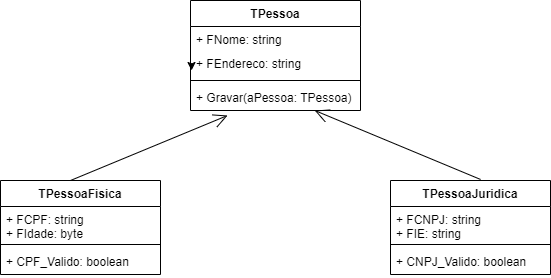 TPessoa
+ FNome: string
+ FEndereco: string
+ Gravar(aPessoa: TPessoa)
TPessoaFisica
+ FCPF: string
+ FIdade: byte
+ CPF_Valido: boolean
TPessoaJuridica
+ FCNPJ: string
+ FIE: string
+ CNPJ_Valido: boolean